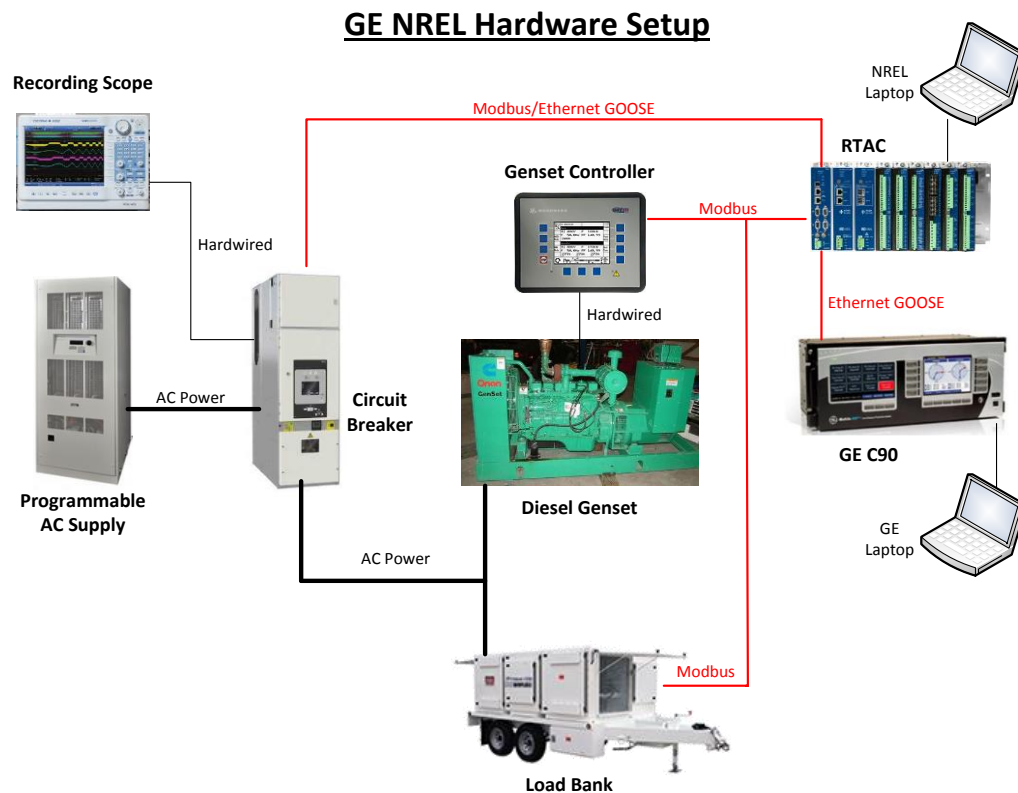 GE NREL Hardware Setup
Recording Scope
NREL
Laptop
Modbus/Ethernet GOOSE
RTAC
Genset Controller
Modbus
Hardwired
Ethernet GOOSE
Hardwired
AC Power
Circuit
Breaker
Onan
GenSet
GE C90
Programmable
AC Supply
Diesel Genset
GE
Laptop
AC Power
Modbus
Load Bank